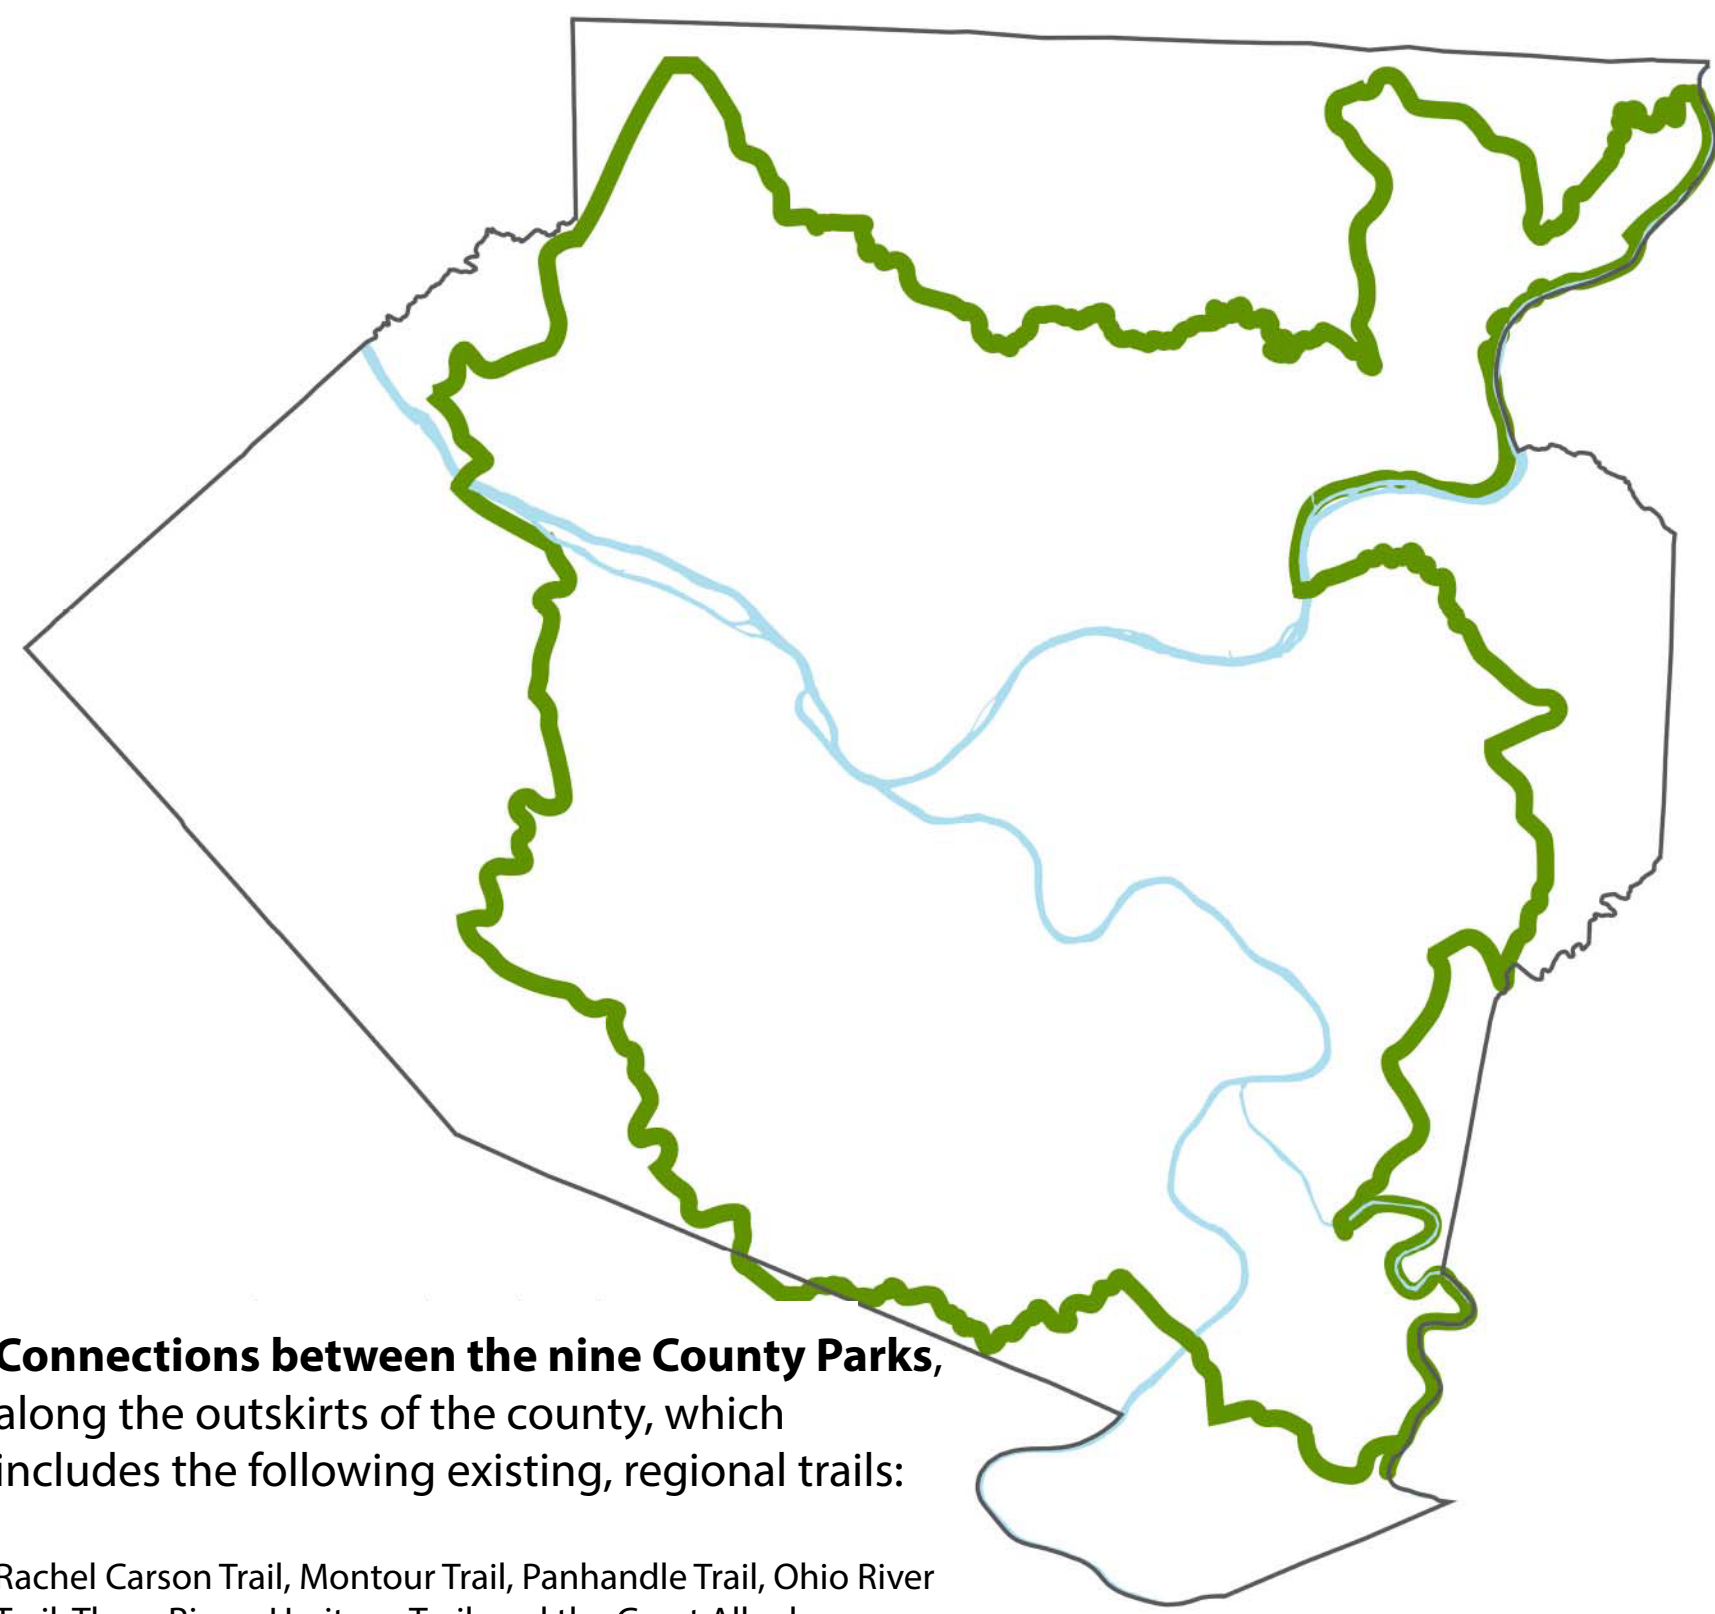 Connections between the nine County Parks,
along the outskirts of the county, which
includes the following existing, regional trails:
Rachel Carson Trail, Montour Trail, Panhandle Trail, Ohio River